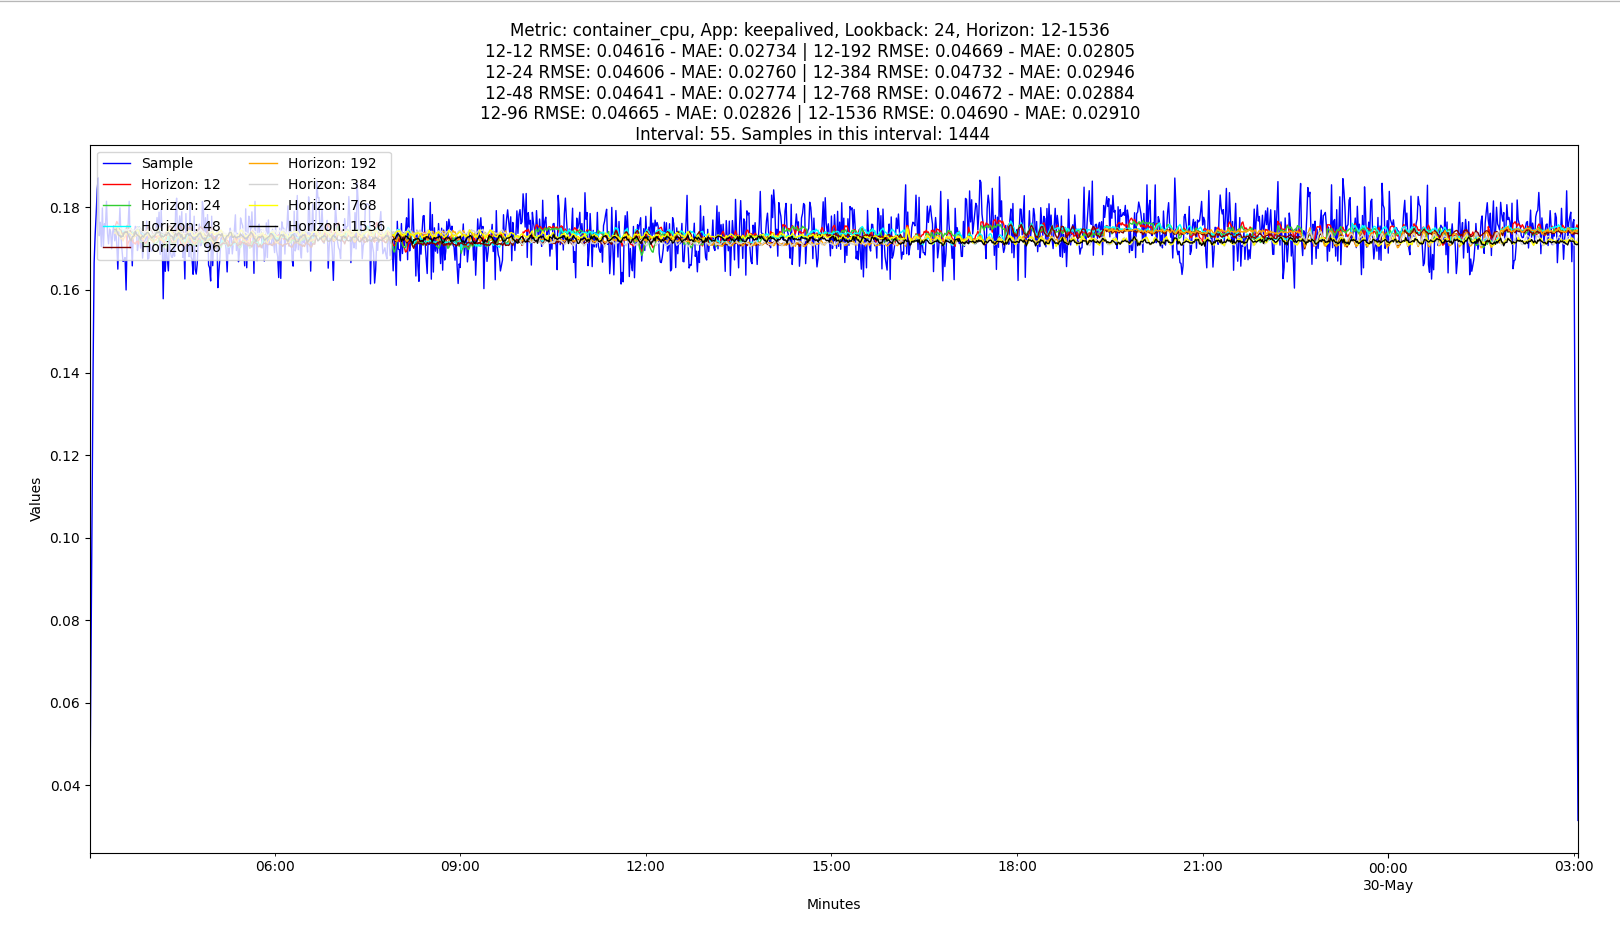 Metric: container_cpu, App: keepalived, Lookback: 24, Horizon: 12-1536
12-12 RMSE: 0.04616 - MAE: 0.02734 | 12-192 RMSE: 0.04669 - MAE: 0.02805
12-24 RMSE: 0.04606 - MAE: 0.02760 | 12-384 RMSE: 0.04732 - MAE: 0.02946
12-48 RMSE: 0.04641 - MAE: 0.02774 | 12-768 RMSE: 0.04672 - MAE: 0.02884
12-96 RMSE: 0.04665 - MAE: 0.02826 | 12-1536 RMSE: 0.04690 - MAE: 0.02910
Interval: 55. Samples in this interval: 1444
Sample
Horizon: 12
Horizon: 24
Horizon: 48
Horizon: 96
Horizon: 192
Horizon: 384
Horizon: 768
Horizon: 1536
0.18
0.16
0.14
0.12
0.10
0.08
0.06
0.04
Values
06:00
09:00
12:00
15:00
18:00
21:00
00:00
30-May
03:00
Minutes